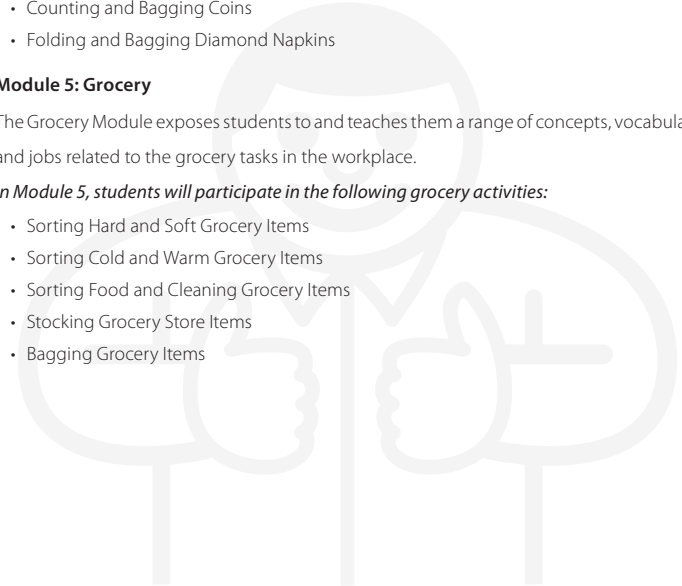 • Counting and Bagging Coins
• Folding and Bagging Diamond Napkins
Module 5: Grocery
The Grocery Module exposes students to and teaches them a range of concepts, vocabula
and jobs related to the grocery tasks in the workplace.
In Module 5, students will participate in the following grocery activities:
• Sorting Hard and Soft Grocery Items
• Sorting Cold and Warm Grocery Items
• Sorting Food and Cleaning Grocery Items
• Stocking Grocery Store Items
• Bagging Grocery Items